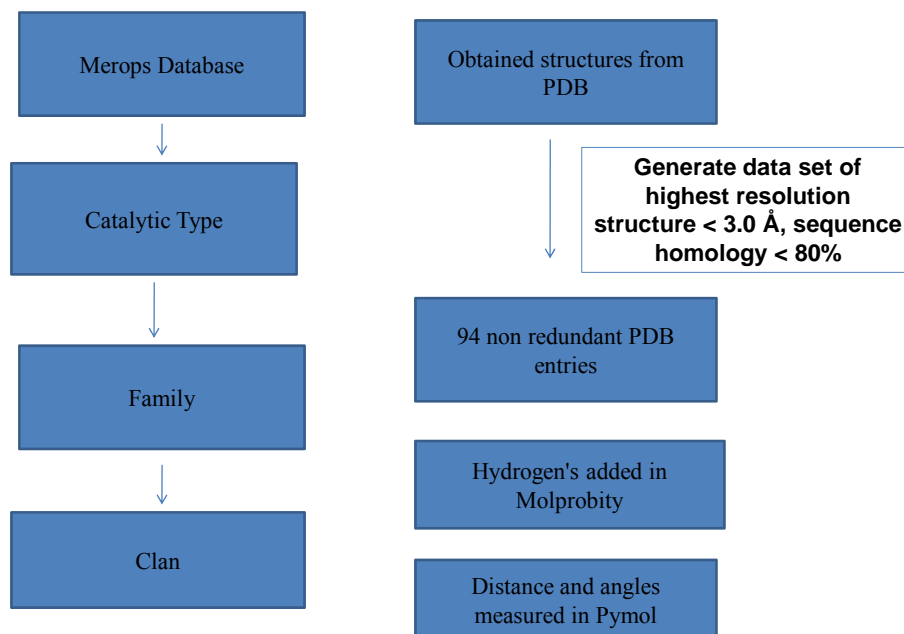 Merops Database
Catalytic Type
Family
Clan
Obtained structures from
PDB
Generate data set of
highest resolution
structure < 3.0 Å, sequence
homology < 80%
94 non redundant PDB
entries
Hydrogen's added in
Molprobity
Distance and angles
measured in Pymol